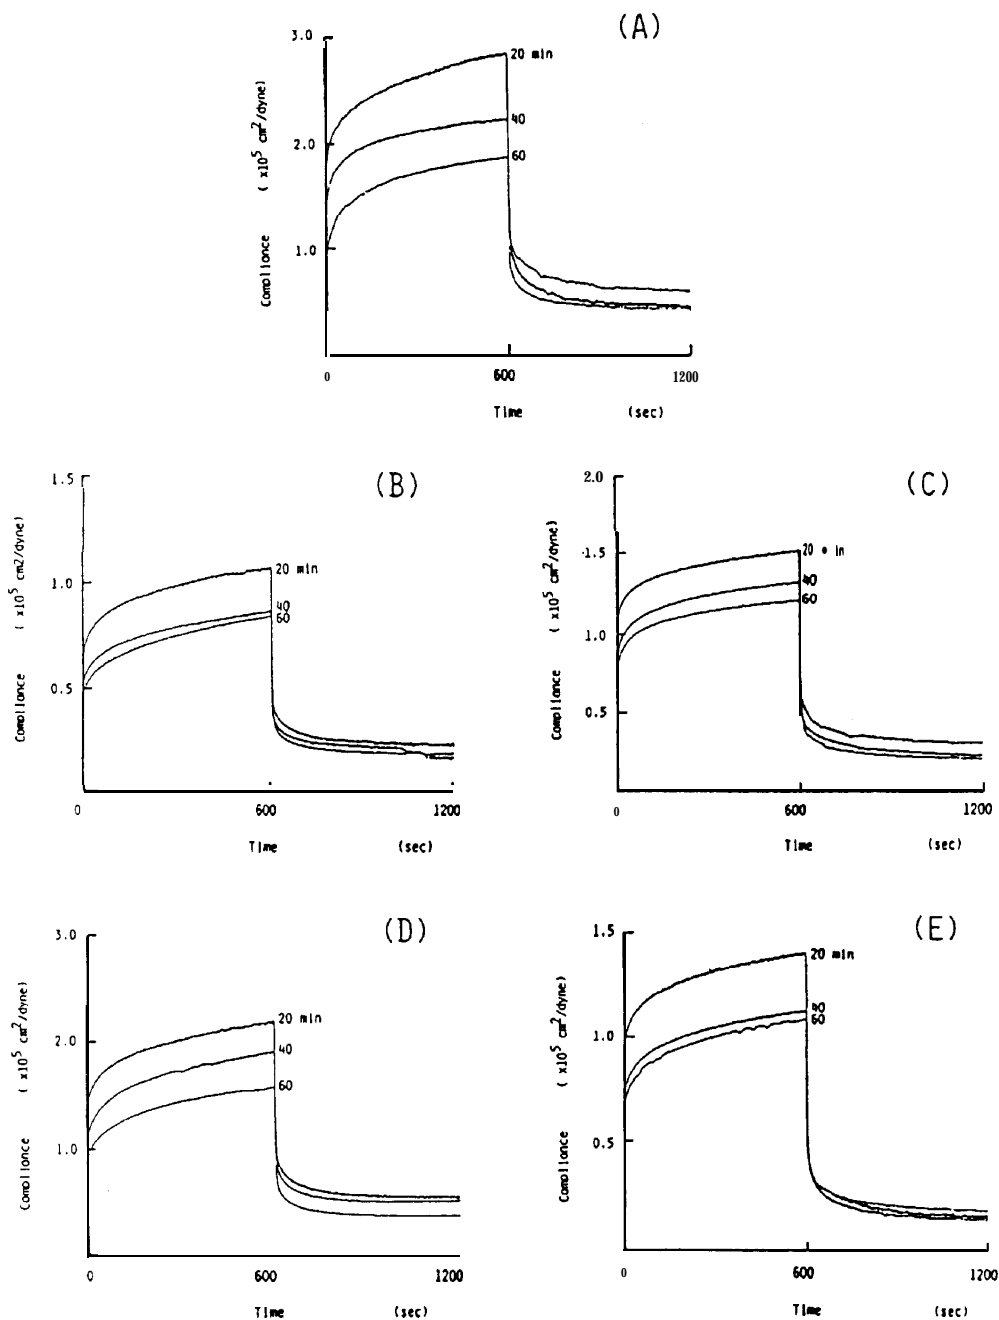 (A)
3.0
2.0
1.0
20 min
40
60
Compliance ( x10⁵ cm²/dyne)
0 600 1200
Time (sec)
(B)
1.5
1.0
0.5
20 min
40
60
Compliance ( x10⁵ cm2/dyne)
0 600 1200
Time (sec)
(C)
2.0
1.5
1.0
0.5
20 • in
40
60
Compliance ( x10⁵ cm²/dyne)
0 600 1200
Time (sec)
(D)
3.0
2.0
1.0
20 min
40
60
Compliance ( x10⁵ cm²/dyne)
0 600 1200
Time (sec)
(E)
1.5
1.0
0.5
20 min
40
60
Compliance ( x10⁵ cm²/dyne)
0 600 1200
Time (sec)